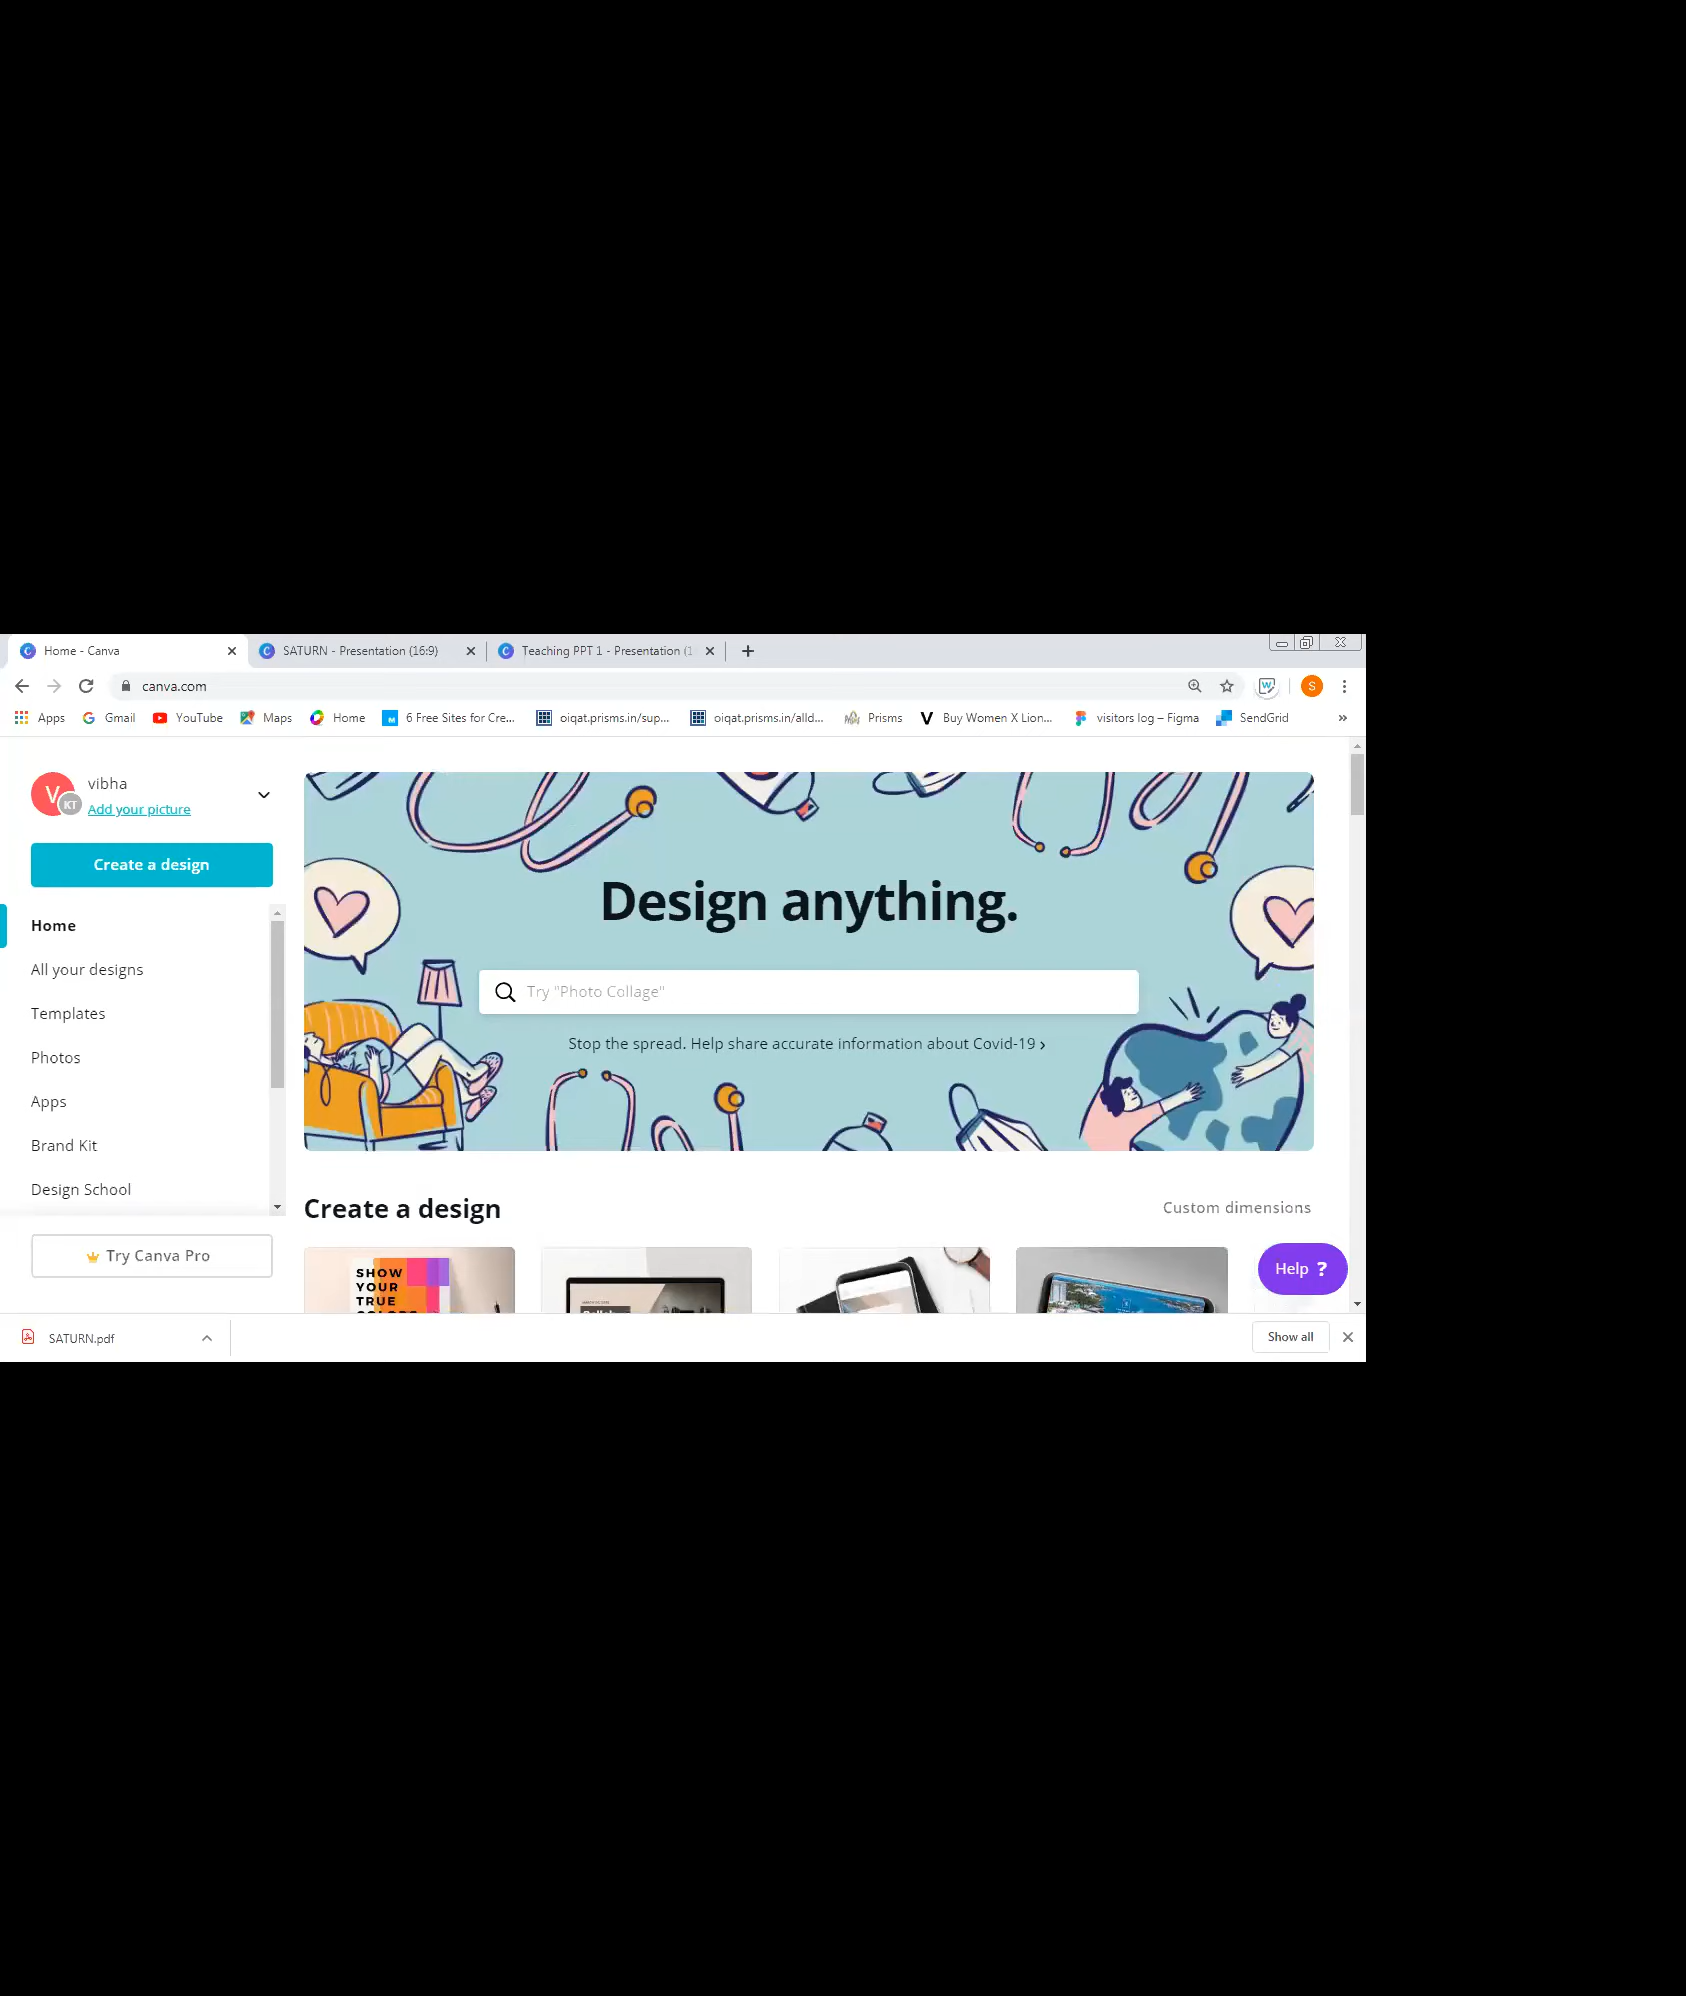 Home - Canva
SATURN - Presentation (16:9)
Teaching PPT 1 - Presentation (1
canva.com
S
Apps
Gmail
YouTube
Maps
Home
6 Free Sites for Cre...
oiqat.prisms.in/sup...
oiqat.prisms.in/alld...
Prisms
Buy Women X Lion...
visitors log – Figma
SendGrid
»
V
KT
vibha
Add your picture
Create a design
Home
All your designs
Templates
Photos
Apps
Brand Kit
Design School
Try Canva Pro
Design anything.
Try "Photo Collage"
Stop the spread. Help share accurate information about Covid-19 ›
Create a design
Custom dimensions
SHOW
YOUR
TRUE
Help ?
SATURN.pdf
Show all